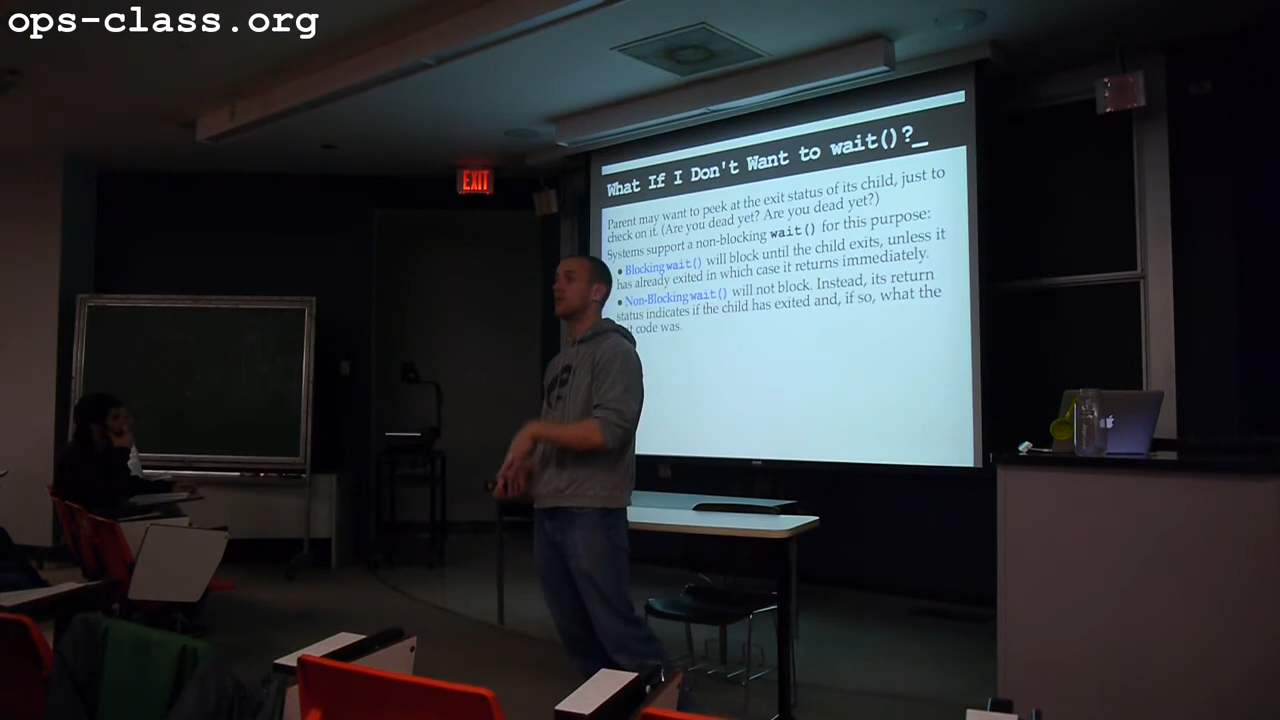 ops-class.org
EXIT
What If I Don't Want to wait()?_
Parent may want to peek at the exit status of its child, just to
check on it. (Are you dead yet? Are you dead yet?)
Systems support a non-blocking wait() for this purpose:
• Blocking wait() will block until the child exits, unless it
has already exited in which case it returns immediately.
• Non-Blocking wait() will not block. Instead, its return
status indicates if the child has exited and, if so, what the
code was.